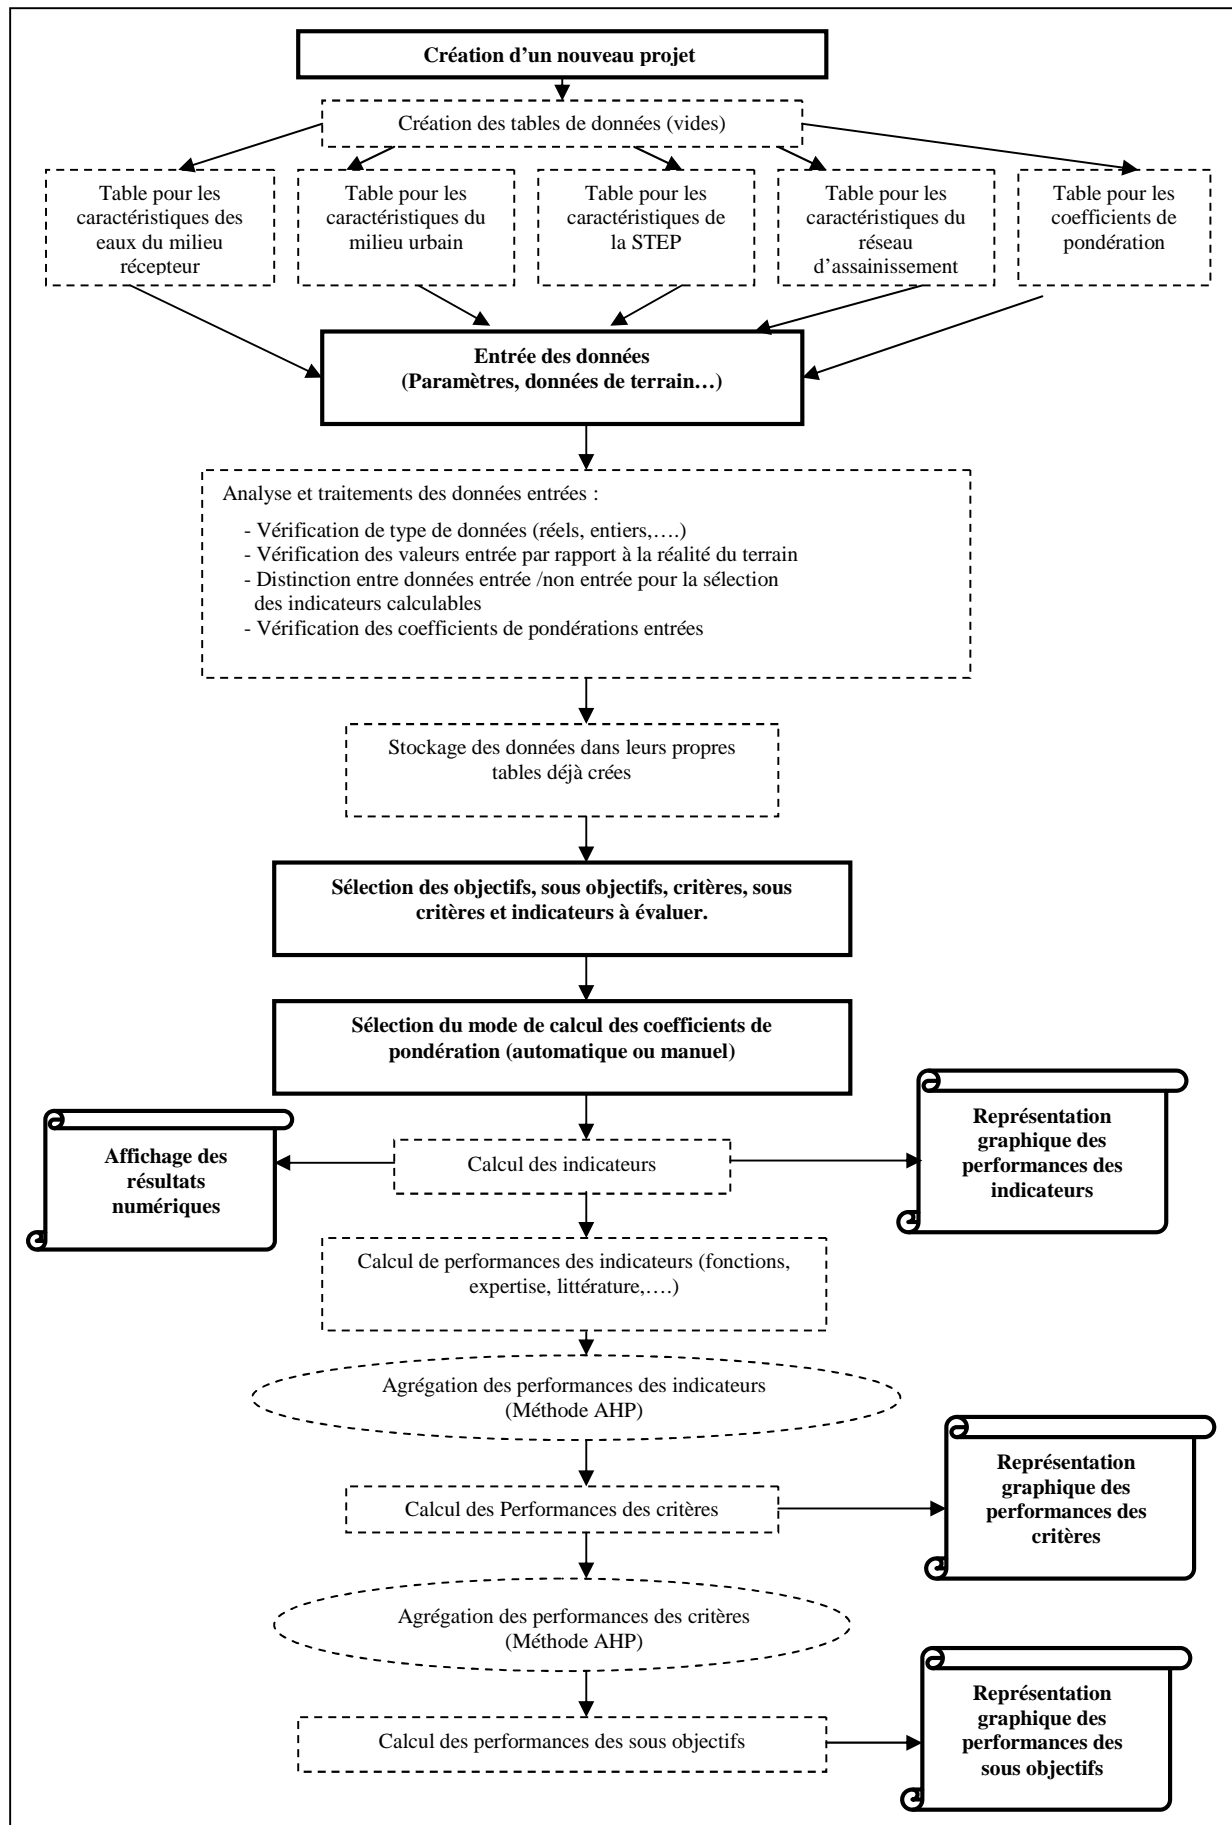 Création d'un nouveau projet
Création des tables de données (vides)
Table pour les
caractéristiques des
eaux du milieu
récepteur
Table pour les
caractéristiques du
milieu urbain
Table pour les
caractéristiques de
la STEP
Table pour les
caractéristiques du
réseau
d'assainissement
Table pour les
coefficients de
pondération
Entrée des données
(Paramètres, données de terrain…)
Analyse et traitements des données entrées :
- Vérification de type de données (réels, entiers,….)
- Vérification des valeurs entrée par rapport à la réalité du terrain
- Distinction entre données entrée /non entrée pour la sélection
des indicateurs calculables
- Vérification des coefficients de pondérations entrées
Stockage des données dans leurs propres
tables déjà crées
Sélection des objectifs, sous objectifs, critères, sous
critères et indicateurs à évaluer.
Sélection du mode de calcul des coefficients de
pondération (automatique ou manuel)
Affichage des
résultats
numériques
Calcul des indicateurs
Représentation
graphique des
performances des
indicateurs
Calcul de performances des indicateurs (fonctions,
expertise, littérature,….)
Agrégation des performances des indicateurs
(Méthode AHP)
Calcul des Performances des critères
Représentation
graphique des
performances des
critères
Agrégation des performances des critères
(Méthode AHP)
Calcul des performances des sous objectifs
Représentation
graphique des
performances des
sous objectifs